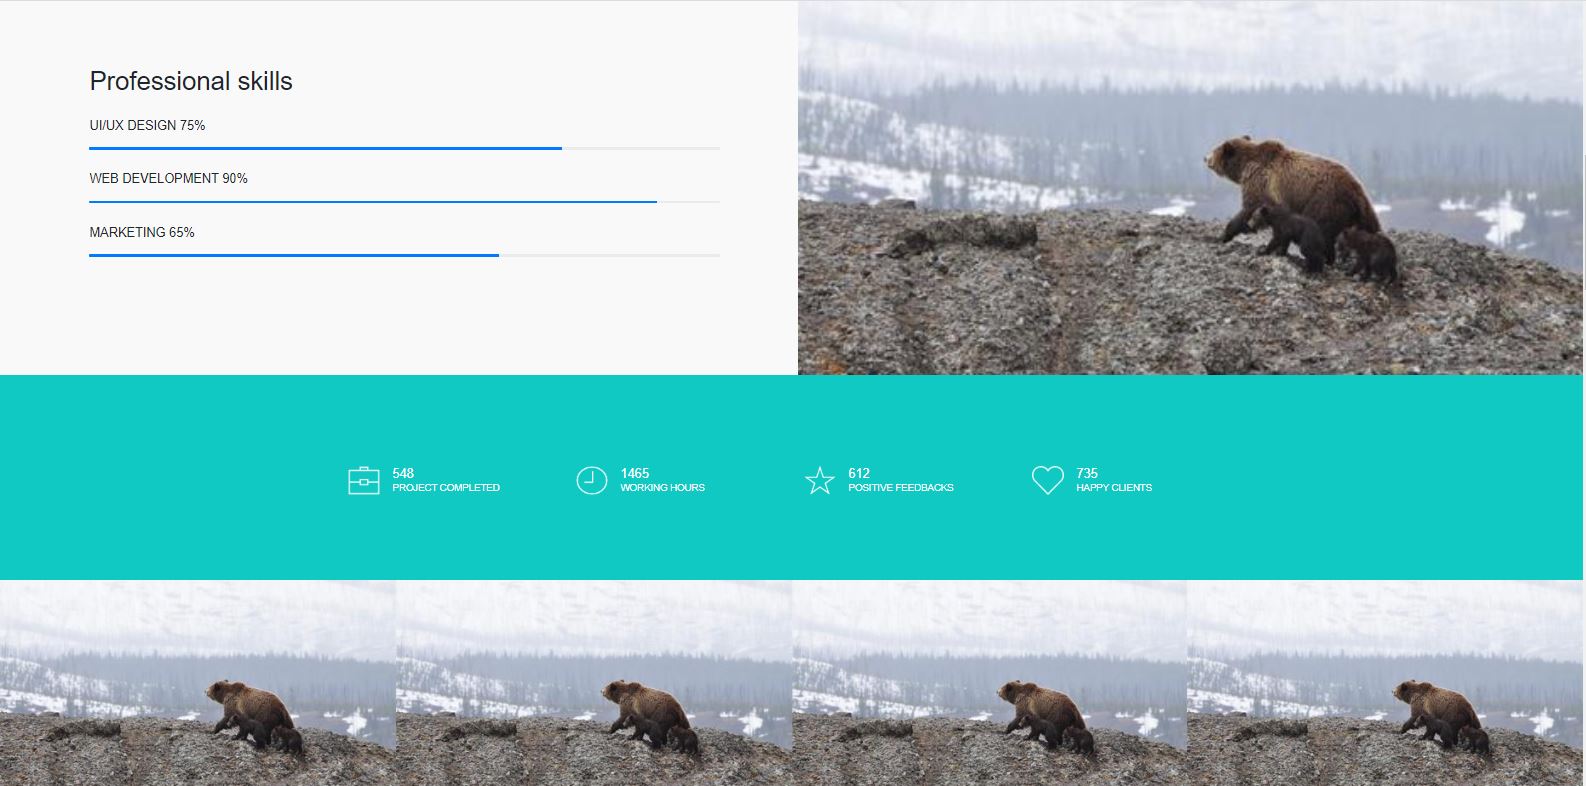 Professional skills
UI/UX DESIGN 75%
WEB DEVELOPMENT 90%
MARKETING 65%
548
PROJECT COMPLETED
1465
WORKING HOURS
612
POSITIVE FEEDBACKS
735
HAPPY CLIENTS